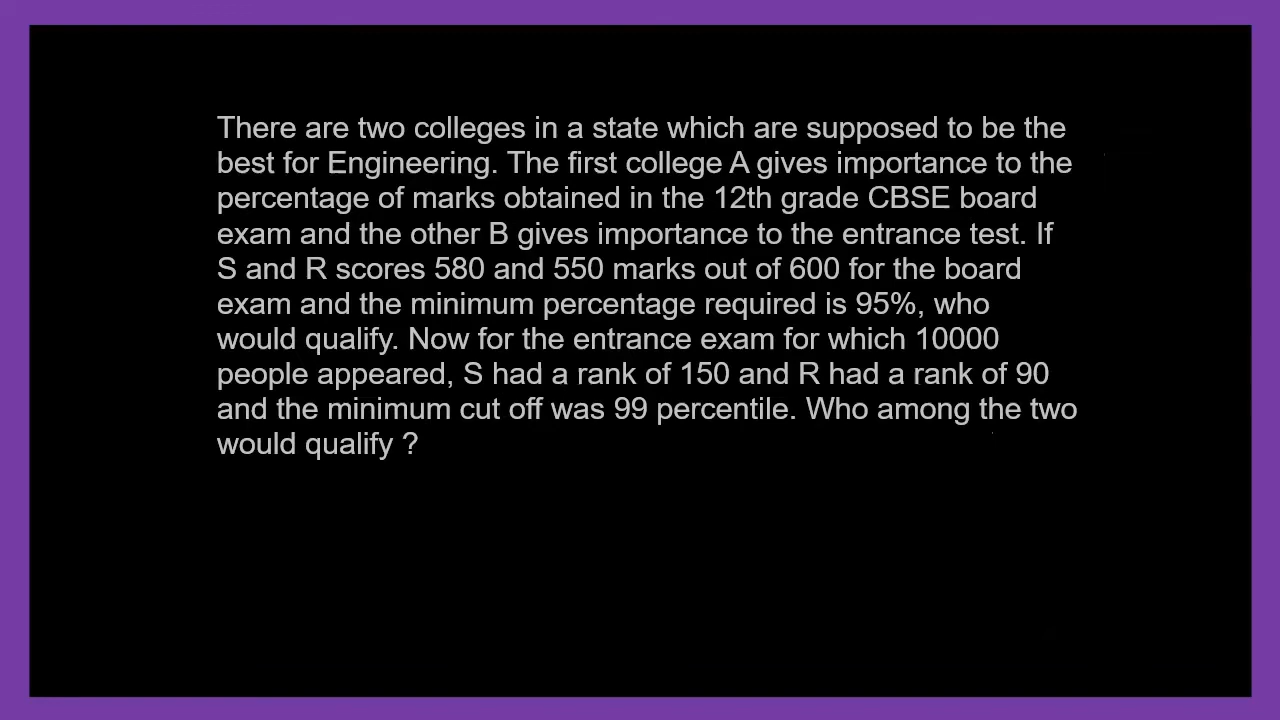 There are two colleges in a state which are supposed to be the
best for Engineering. The first college A gives importance to the
percentage of marks obtained in the 12th grade CBSE board
exam and the other B gives importance to the entrance test. If
S and R scores 580 and 550 marks out of 600 for the board
exam and the minimum percentage required is 95%, who
would qualify. Now for the entrance exam for which 10000
people appeared, S had a rank of 150 and R had a rank of 90
and the minimum cut off was 99 percentile. Who among the two
would qualify ?